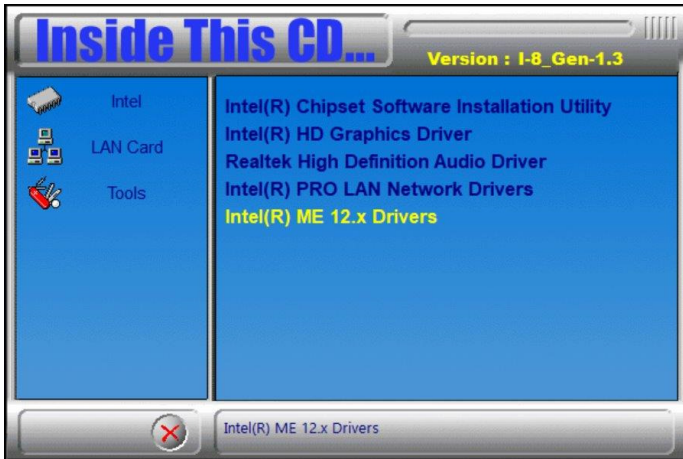 Inside This CD...
Version : I-8_Gen-1.3
Intel
LAN Card
Tools
Intel(R) Chipset Software Installation Utility
Intel(R) HD Graphics Driver
Realtek High Definition Audio Driver
Intel(R) PRO LAN Network Drivers
Intel(R) ME 12.x Drivers
Intel(R) ME 12.x Drivers